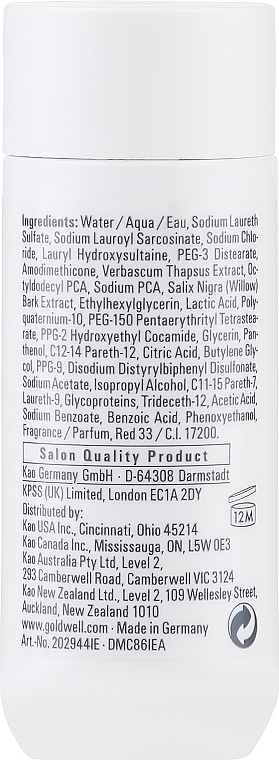 Ingredients: Water / Aqua / Eau, Sodium Laureth
Sulfate, Sodium Lauroyl Sarcosinate, Sodium Chlo-
ride, Lauryl Hydroxysultaine, PEG-3 Distearate,
Amodimethicone, Verbascum Thapsus Extract, Oc-
tyldodecyl PCA, Sodium PCA, Salix Nigra (Willow)
Bark Extract, Ethylhexylglycerin, Lactic Acid, Poly-
quaternium-10, PEG-150 Pentaerythrityl Tetrastea-
rate, PPG-2 Hydroxyethyl Cocamide, Glycerin, Pan-
thenol, C12-14 Pareth-12, Citric Acid, Butylene Gly-
col, PPG-9, Disodium Distyrylbiphenyl Disulfonate,
Sodium Acetate, Isopropyl Alcohol, C11-15 Pareth-7,
Laureth-9, Glycoproteins, Trideceth-12, Acetic Acid,
Sodium Benzoate, Benzoic Acid, Phenoxyethanol,
Fragrance / Parfum, Red 33 / C.I. 17200.
Salon Quality Product
Kao Germany GmbH · D-64308 Darmstadt
KPSS (UK) Limited, London EC1A 2DY
12M
Distributed by:
Kao USA Inc., Cincinnati, Ohio 45214
Kao Canada Inc., Mississauga, ON, L5W 0E3
Kao Australia Pty Ltd, Level 2,
293 Camberwell Road, Camberwell VIC 3124
Kao New Zealand Ltd., Level 2, 109 Wellesley Street,
Auckland, New Zealand 1010
www.goldwell.com · Made in Germany
Art.-No. 202944IE · DMC86IEA